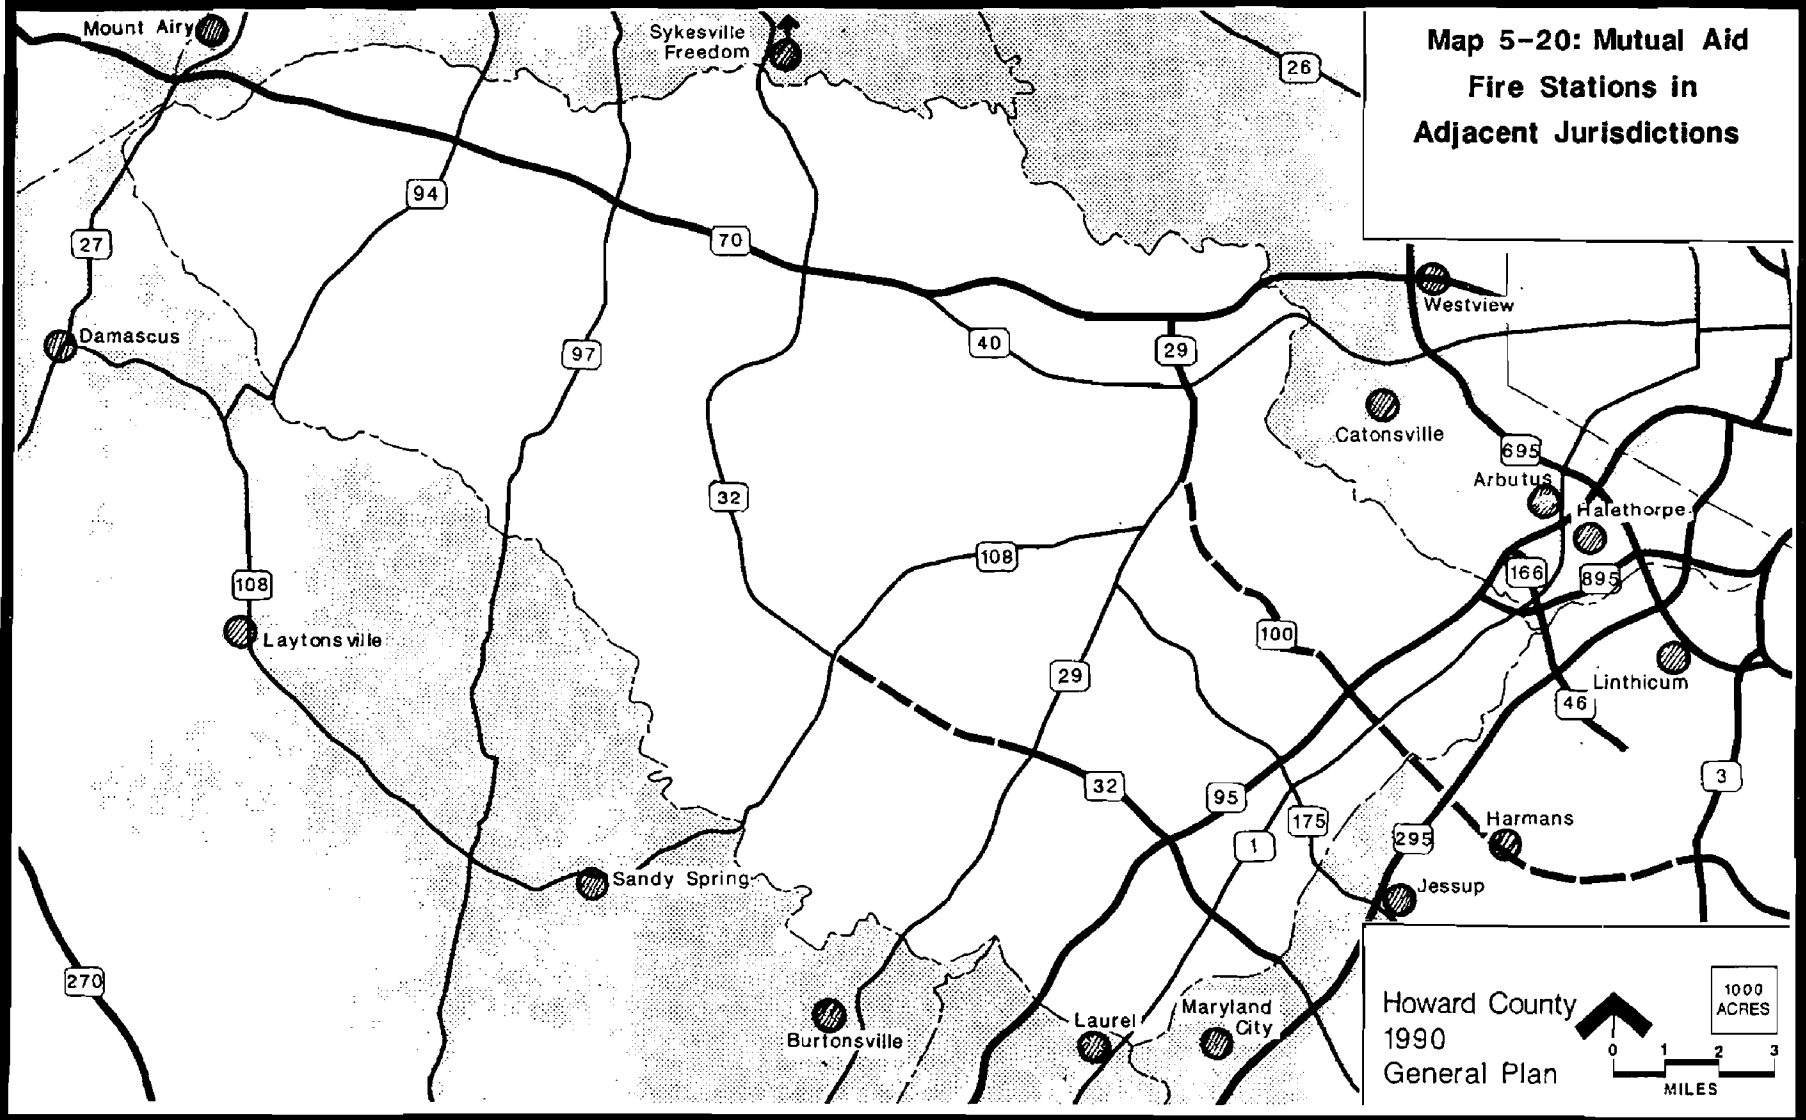 Map 5-20: Mutual Aid
Fire Stations in
Adjacent Jurisdictions
Mount Airy
Sykesville
Freedom
26
94
27
70
Westview
Damascus
40
29
97
Catonsville
695
Arbutus
32
Halethorpe
108
166
895
108
100
Laytonsville
29
Linthicum
46
3
32
95
175
Harmans
1
295
Sandy Spring
Jessup
270
Maryland
City
Laurel
Burtonsville
Howard County
1990
General Plan
1000
ACRES
0 1 2 3
MILES